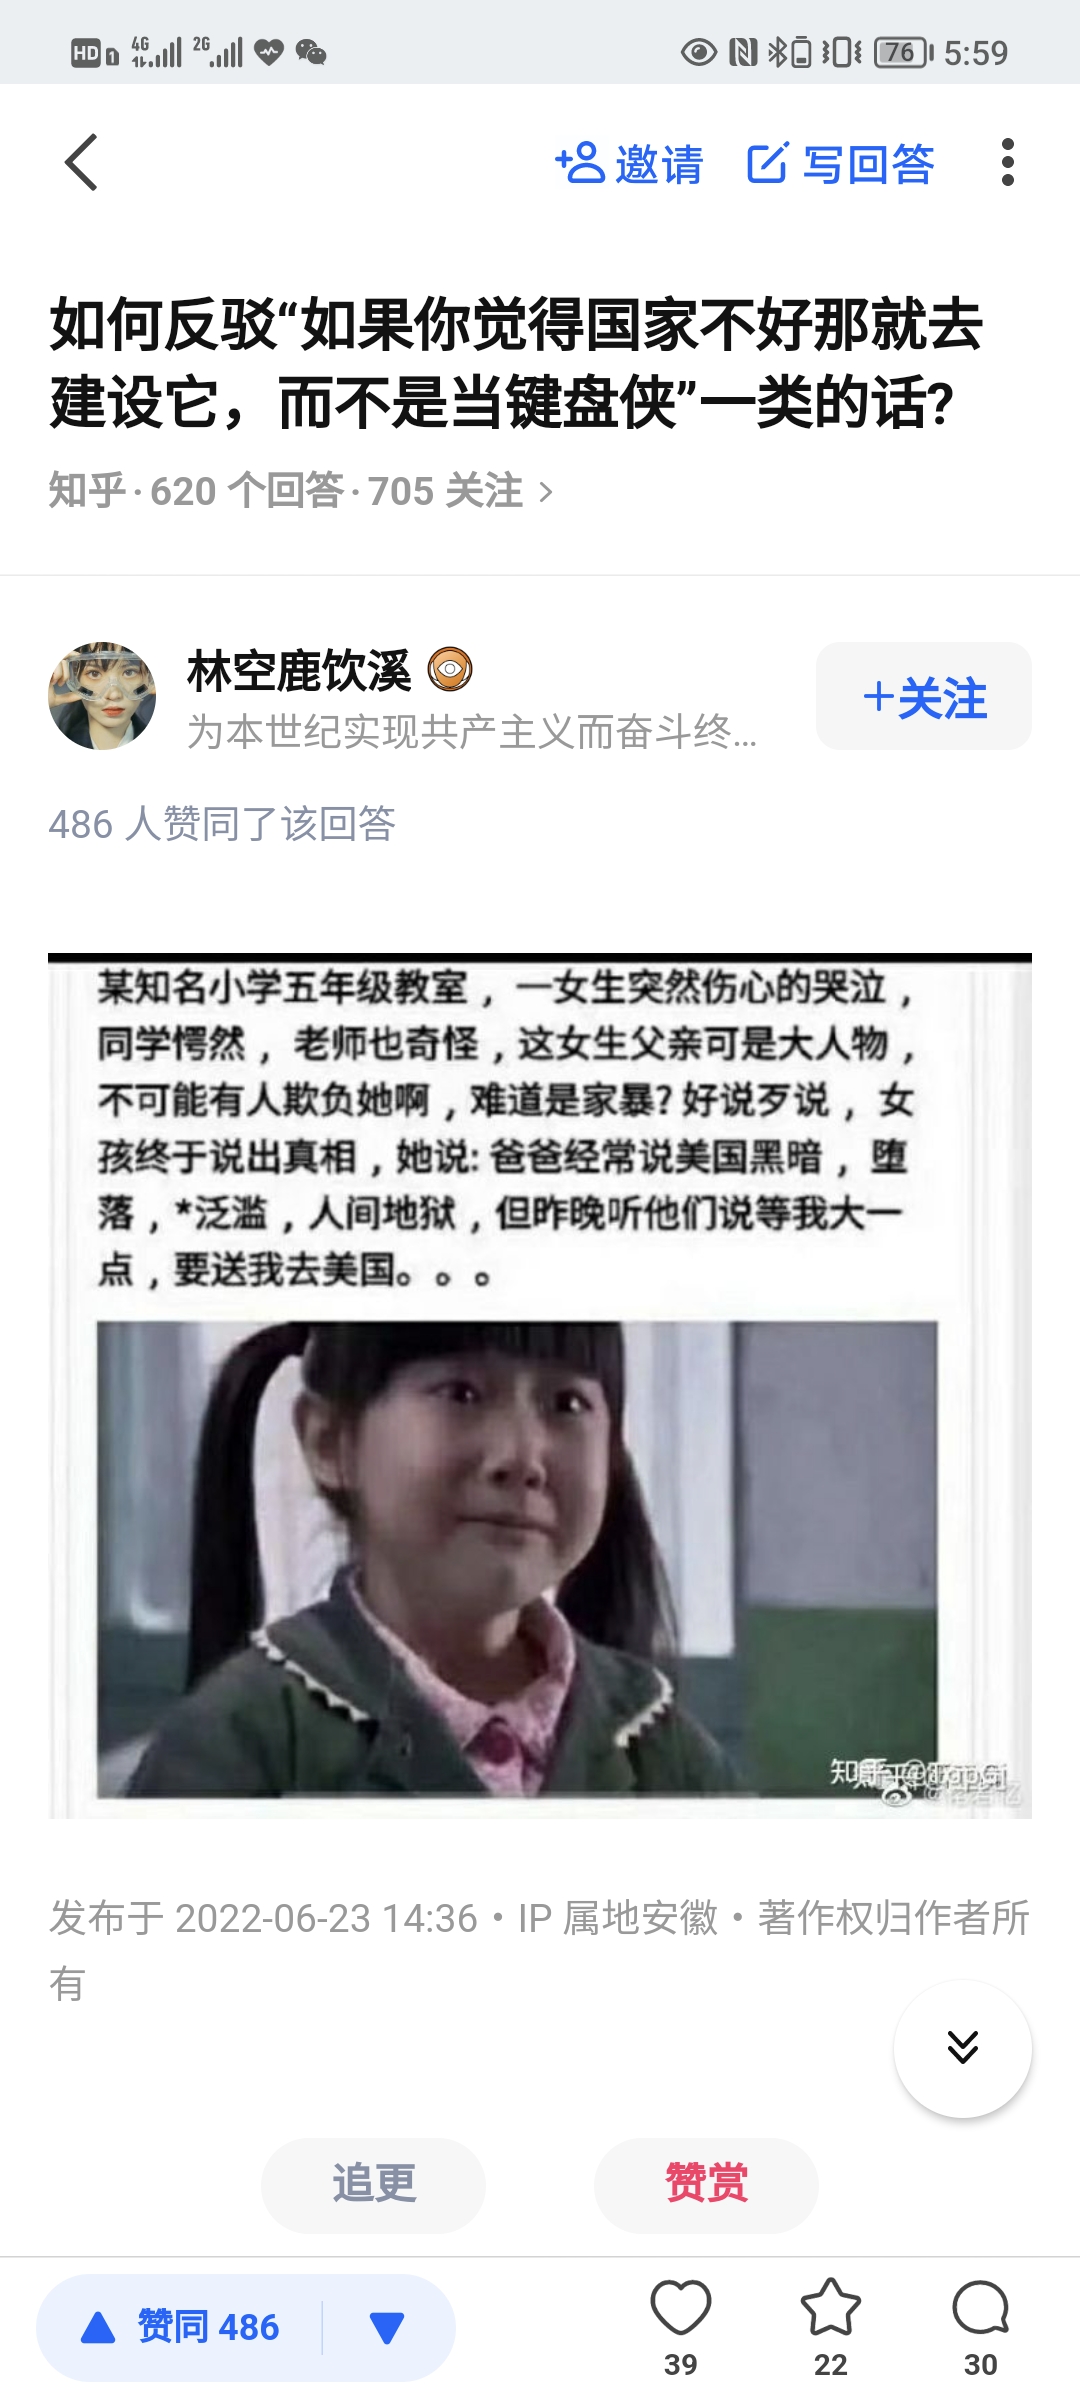 HD 1 4G 2G 76 5:59
邀请 写回答
如何反驳“如果你觉得国家不好那就去
建设它，而不是当键盘侠”一类的话?
知乎·620 个回答·705 关注 >
林空鹿饮溪
为本世纪实现共产主义而奋斗终...
+关注
486 人赞同了该回答
某知名小学五年级教室，一女生突然伤心的哭泣，
同学愕然，老师也奇怪，这女生父亲可是大人物，
不可能有人欺负她啊，难道是家暴? 好说歹说，女
孩终于说出真相，她说: 爸爸经常说美国黑暗，堕
落，*泛滥，人间地狱，但昨晚听他们说等我大一
点，要送我去美国。。。
知乎
发布于 2022-06-23 14:36・IP 属地安徽・著作权归作者所
有
追更 赞赏
赞同 486
39 22 30